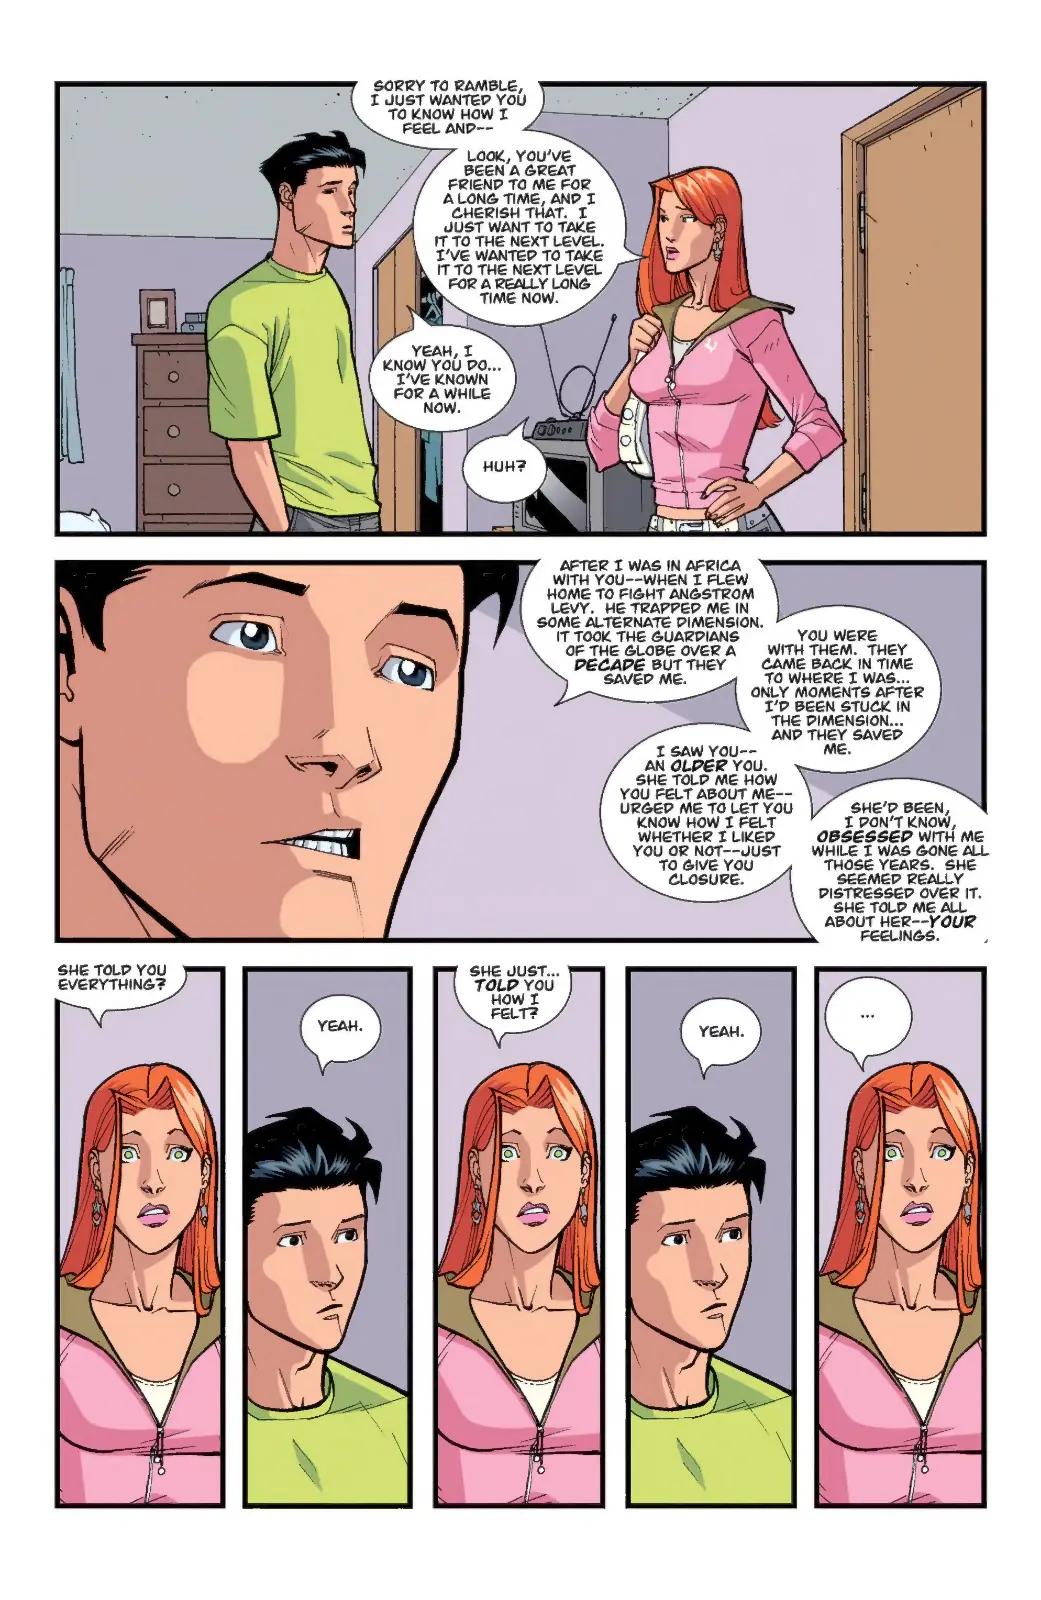 SORRY TO RAMBLE,
I JUST WANTED YOU
TO KNOW HOW I
FEEL AND--
LOOK, YOU'VE
BEEN A GREAT
FRIEND TO ME FOR
A LONG TIME, AND I
CHERISH THAT. I
JUST WANT TO TAKE
IT TO THE NEXT LEVEL.
I'VE WANTED TO TAKE
IT TO THE NEXT LEVEL
FOR A REALLY LONG
TIME NOW.
YEAH, I
KNOW YOU DO...
I'VE KNOWN
FOR A WHILE
NOW.
HUH?
AFTER I WAS IN AFRICA
WITH YOU--WHEN I FLEW
HOME TO FIGHT ANGSTROM
LEVY. HE TRAPPED ME IN
SOME ALTERNATE DIMENSION.
IT TOOK THE GUARDIANS
OF THE GLOBE OVER A
DECADE BUT THEY
SAVED ME.
YOU WERE
WITH THEM. THEY
CAME BACK IN TIME
TO WHERE I WAS...
ONLY MOMENTS AFTER
I'D BEEN STUCK IN
THE DIMENSION...
AND THEY SAVED
ME.
I SAW YOU--
AN OLDER YOU.
SHE TOLD ME HOW
YOU FELT ABOUT ME--
URGED ME TO LET YOU
KNOW HOW I FELT
WHETHER I LIKED
YOU OR NOT--JUST
TO GIVE YOU
CLOSURE.
SHE'D BEEN,
I DON'T KNOW,
OBSESSED WITH ME
WHILE I WAS GONE ALL
THOSE YEARS. SHE
SEEMED REALLY
DISTRESSED OVER IT.
SHE TOLD ME ALL
ABOUT HER--YOUR
FEELINGS.
SHE TOLD YOU
EVERYTHING?
YEAH.
SHE JUST...
TOLD YOU
HOW I
FELT?
YEAH.
...